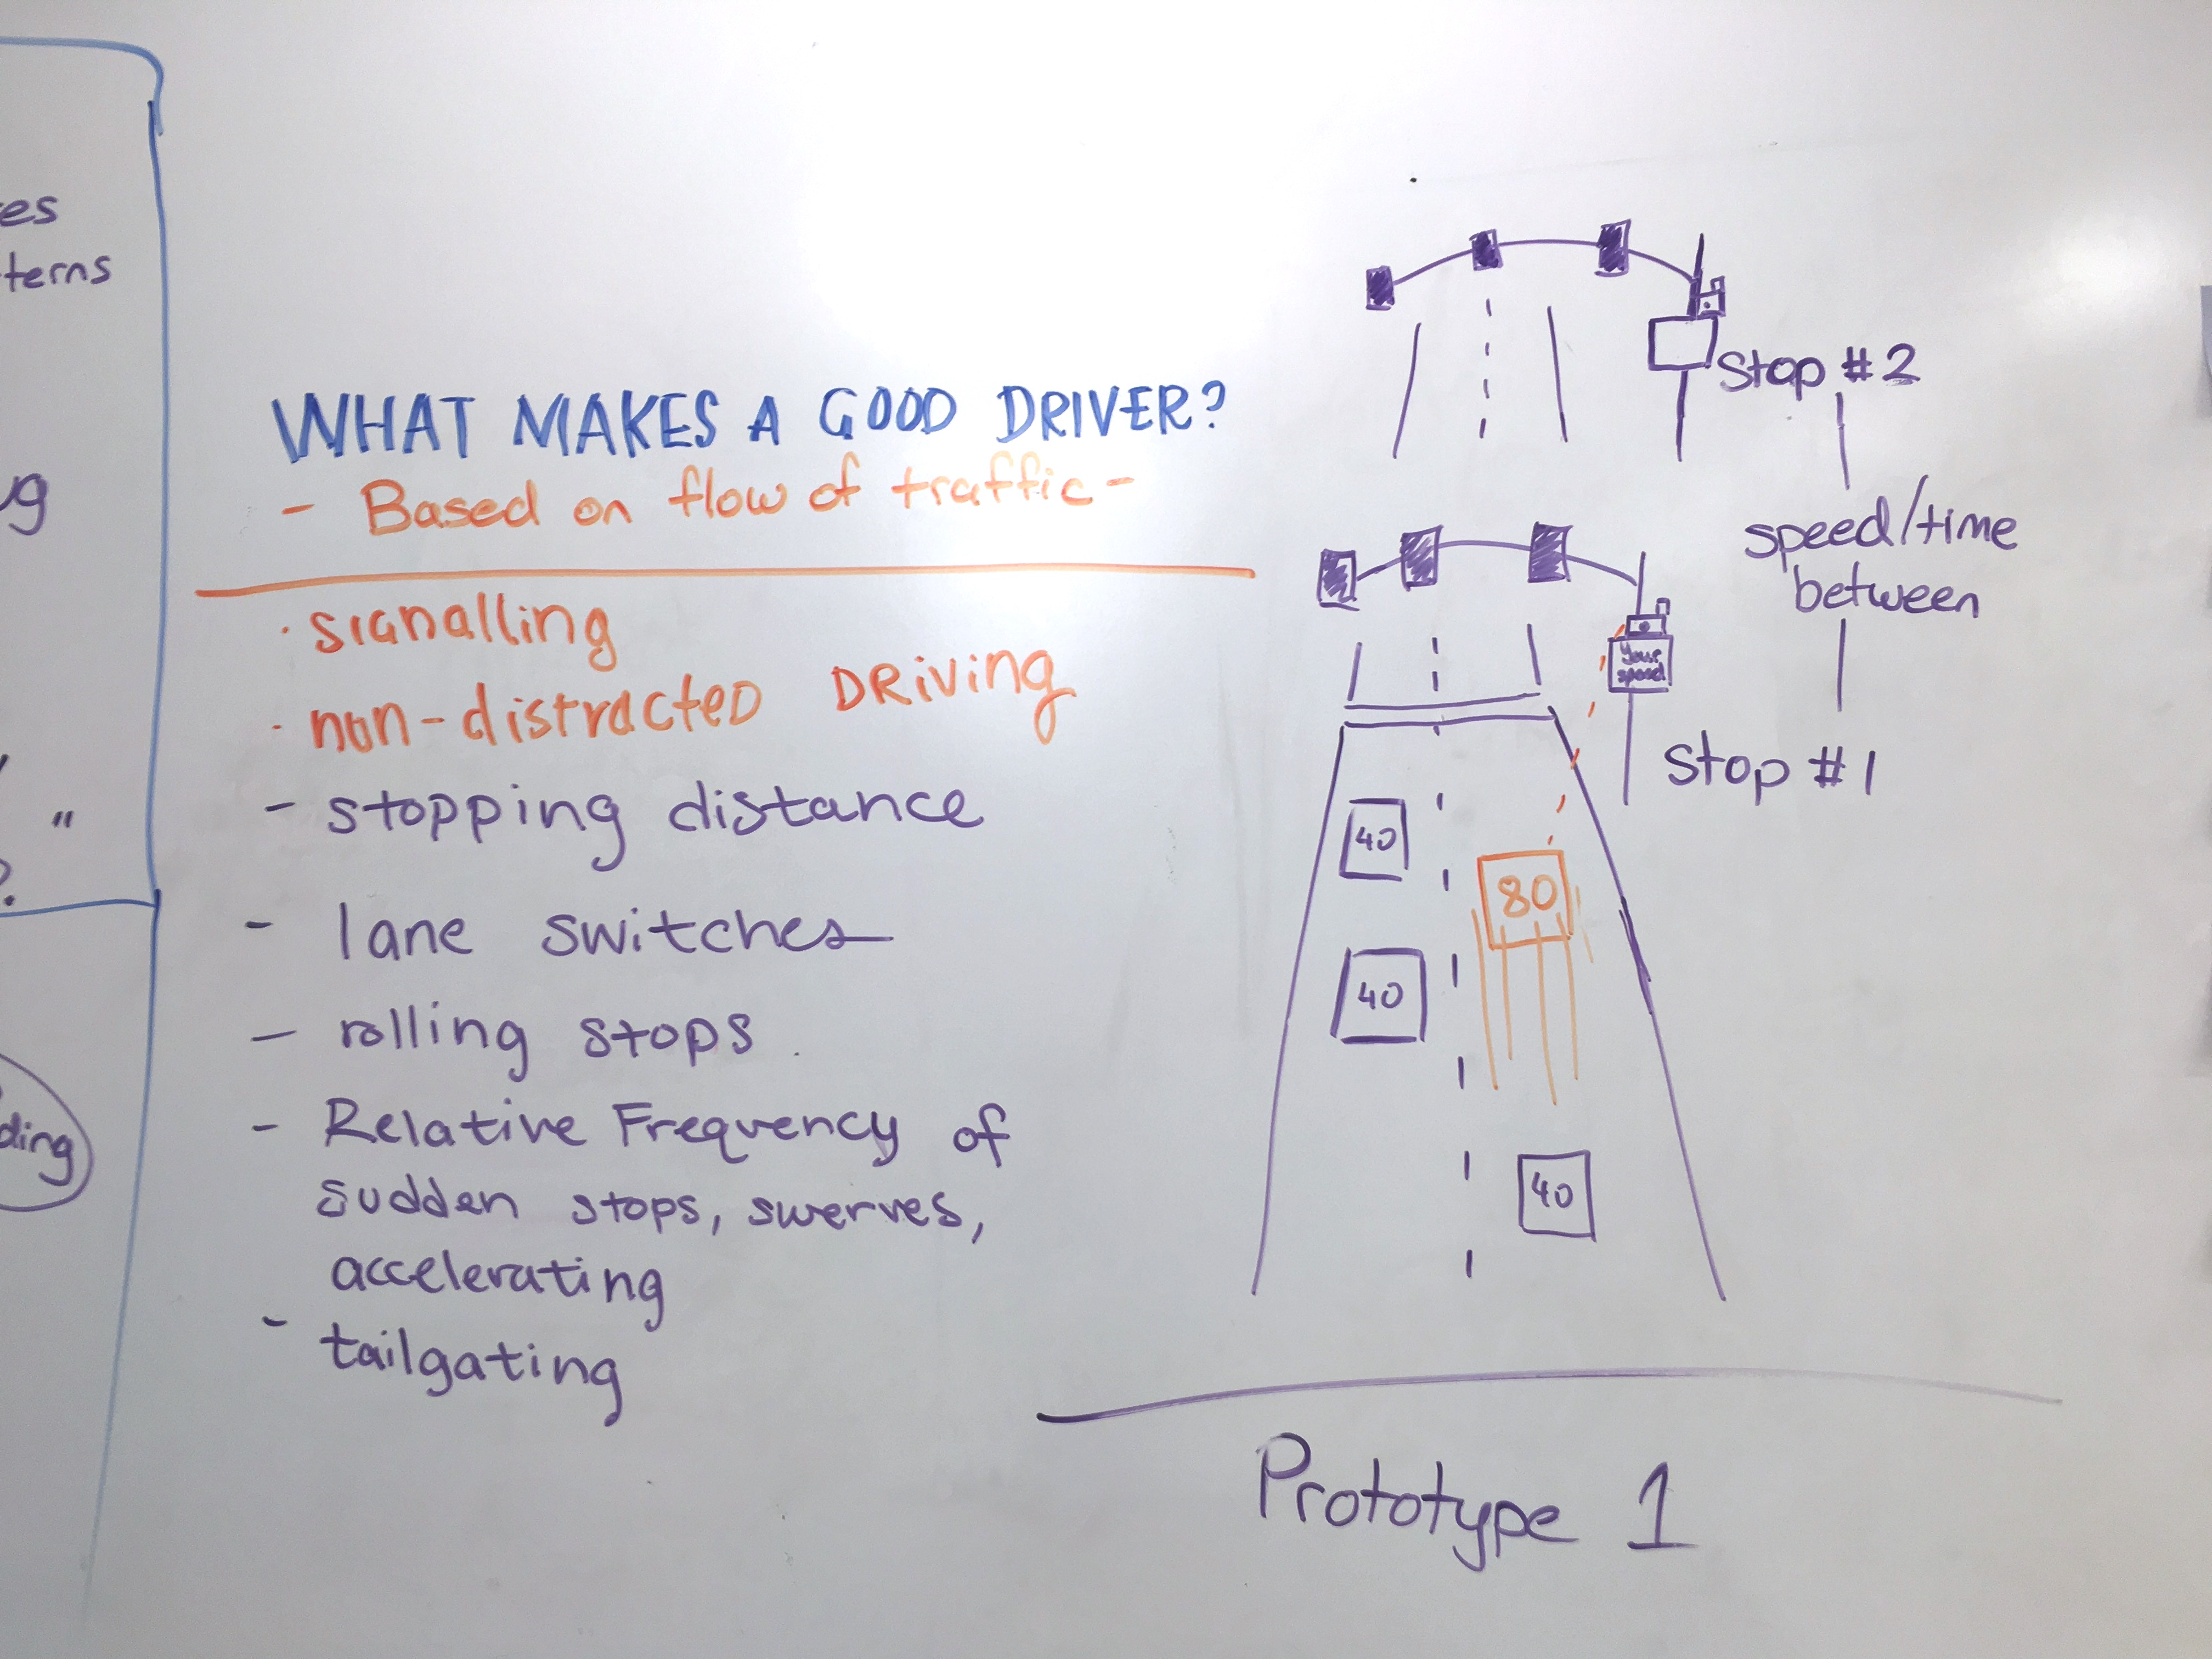 es
terns
ug
"
?.
ding
WHAT MAKES A GOOD DRIVER?
- Based on flow of traffic -
· signalling
· non-distracted DRiving
- stopping distance
- lane switches
- rolling stops.
- Relative Frequency of
sudden stops, swerves,
accelerating
- tailgating
Stop #2
speed/time
between
Your
speed
Stop #1
40
80
40
40
Prototype 1